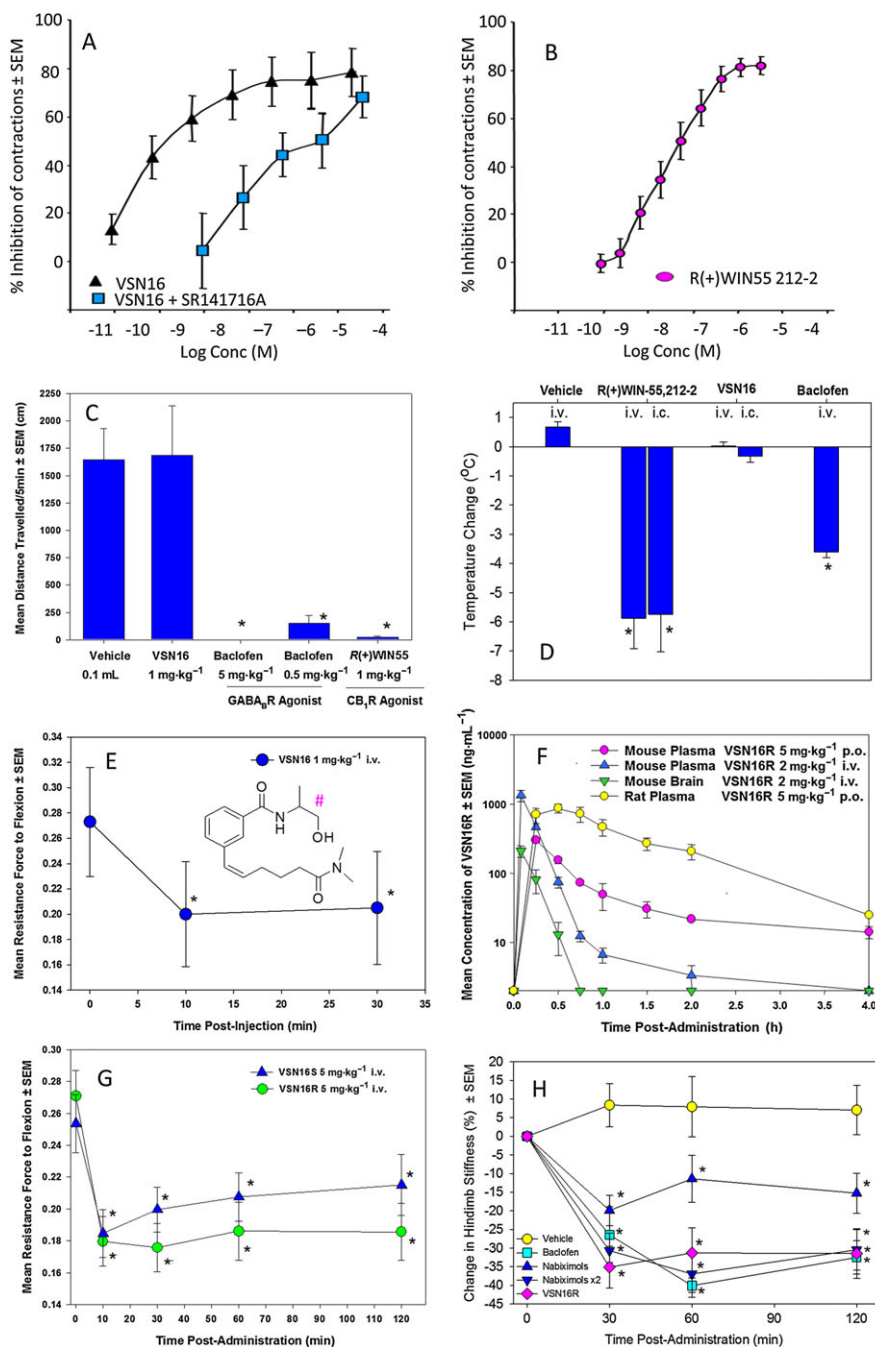 A
% Inhibition of contractions ± SEM
100
80
60
40
20
0
VSN16
VSN16 + SR141716A
-11 -10 -9 -8 -7 -6 -5 -4
Log Conc (M)
B
% Inhibition of contractions ± SEM
100
80
60
40
20
0
R(+)WIN55 212-2
-10 -9 -8 -7 -6 -5
Log Conc (M)
C
Mean Distance Travelled/5min ± SEM (cm)
2250
2000
1750
1500
1250
1000
750
500
250
0
* * *
Vehicle VSN16 Baclofen Baclofen R(+)WIN55
0.1 mL 1 mg·kg⁻¹ 5 mg·kg⁻¹ 0.5 mg·kg⁻¹ 1 mg·kg⁻¹
GABA_BR Agonist CB₁R Agonist
Vehicle R(+)WIN-55,212-2 VSN16 Baclofen
i.v. i.v. i.c. i.v. i.c. i.v.
Temperature Change (°C)
1
0
-1
-2
-3
-4
-5
-6
-7
-8
* * *
D
E
Mean Resistance Force to Flexion ± SEM
0.34
0.32
0.30
0.28
0.26
0.24
0.22
0.20
0.18
0.16
0.14
VSN16 1 mg·kg⁻¹ i.v.
O
#
N
H
OH
N
O
* *
0 5 10 15 20 25 30 35
Time Post-Injection (min)
F
Mean Concentration of VSN16R ± SEM (ng·mL⁻¹)
10000
1000
100
10
Mouse Plasma VSN16R 5 mg·kg⁻¹ p.o.
Mouse Plasma VSN16R 2 mg·kg⁻¹ i.v.
Mouse Brain VSN16R 2 mg·kg⁻¹ i.v.
Rat Plasma VSN16R 5 mg·kg⁻¹ p.o.
0.0 0.5 1.0 1.5 2.0 2.5 3.0 3.5 4.0
Time Post-Administration (h)
G
Mean Resistance Force to Flexion ± SEM
0.30
0.28
0.26
0.24
0.22
0.20
0.18
0.16
0.14
VSN16S 5 mg·kg⁻¹ i.v.
VSN16R 5 mg·kg⁻¹ i.v.
* * * *
* * * *
0 10 20 30 40 50 60 70 80 90 100 110 120
Time Post-Administration (min)
H
Change in Hindimb Stiffness (%) ± SEM
20
15
10
5
0
-5
-10
-15
-20
-25
-30
-35
-40
-45
Vehicle
Baclofen
Nabiximols
Nabiximols x2
VSN16R
* * *
* * *
* * *
* * *
0 30 60 90 120
Time Post-Administration (min)